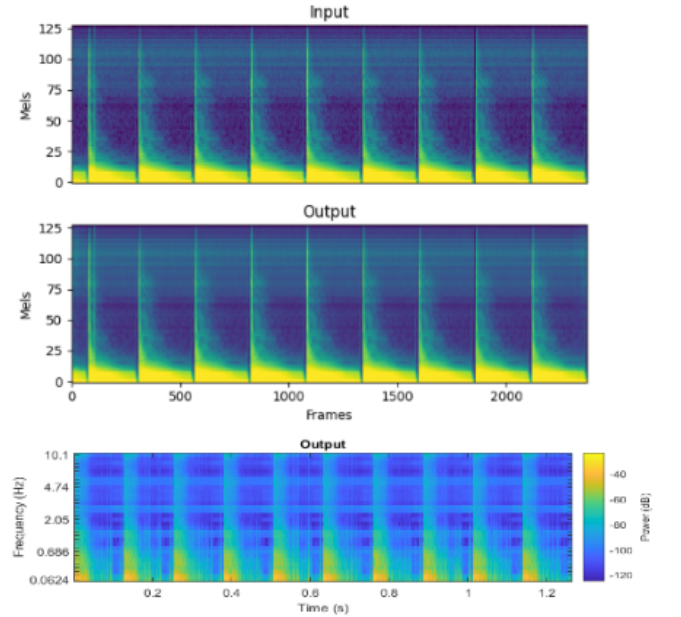 Input
125
100
75
50
25
0
Mels
Output
125
100
75
50
25
0
Mels
0 500 1000 1500 2000
Frames
Output
10.1
4.74
2.05
0.686
0.0624
Frequency (Hz)
0.2 0.4 0.6 0.8 1 1.2
Time (s)
-40
-60
-80
-100
-120
Power (dB)